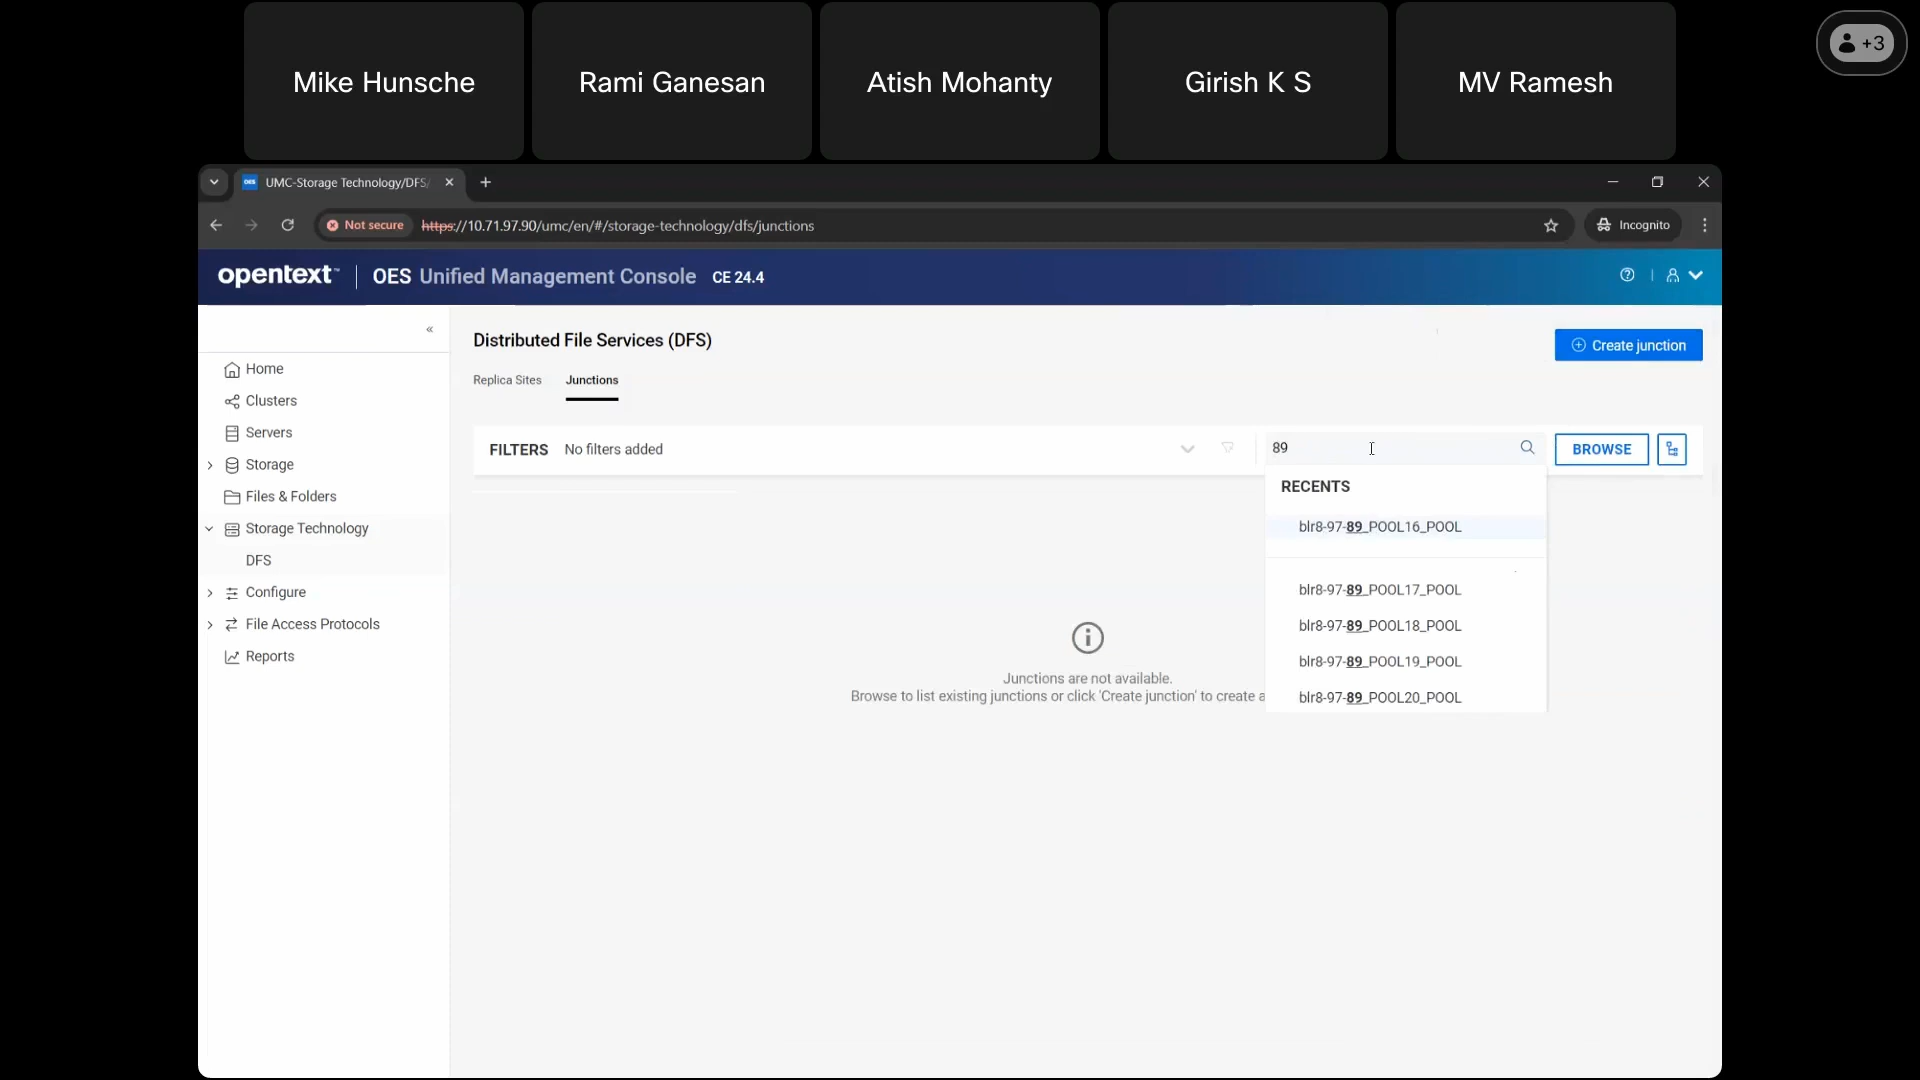 Mike Hunsche
Rami Ganesan
Atish Mohanty
Girish K S
MV Ramesh
+3
UMC-Storage Technology/DFS/
Not secure
https://10.71.97.90/umc/en/#/storage-technology/dfs/junctions
Incognito
opentext™
OES Unified Management Console CE 24.4
Home
Clusters
Servers
Storage
Files & Folders
Storage Technology
DFS
Configure
File Access Protocols
Reports
Distributed File Services (DFS)
Create junction
Replica Sites
Junctions
FILTERS No filters added
89
BROWSE
RECENTS
blr8-97-89_POOL16_POOL
blr8-97-89_POOL17_POOL
blr8-97-89_POOL18_POOL
blr8-97-89_POOL19_POOL
blr8-97-89_POOL20_POOL
Junctions are not available.
Browse to list existing junctions or click 'Create junction' to create a